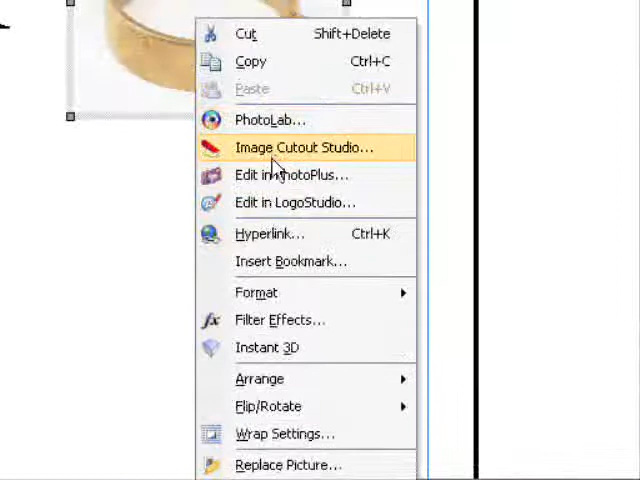 Cut Shift+Delete
Copy Ctrl+C
Paste Ctrl+V
PhotoLab...
Image Cutout Studio...
Edit in PhotoPlus...
Edit in LogoStudio...
Hyperlink... Ctrl+K
Insert Bookmark...
Format
fx Filter Effects...
Instant 3D
Arrange
Flip/Rotate
Wrap Settings...
Replace Picture...